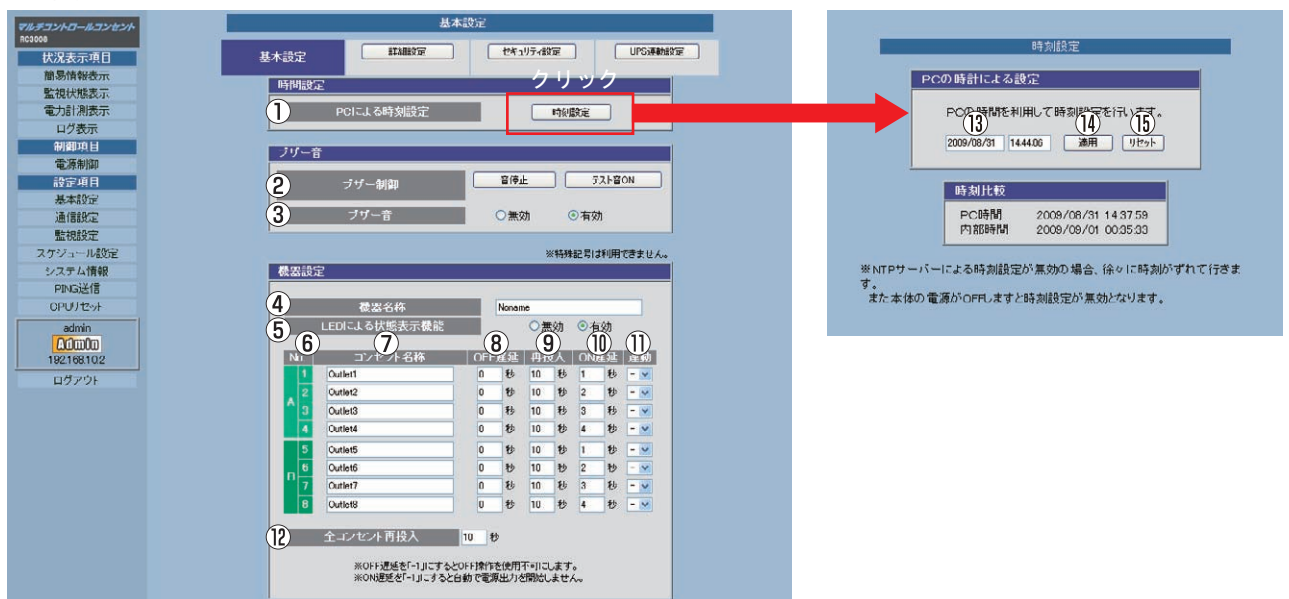 マルチコントロールコンセント
RC3008
状況表示項目
簡易情報表示
監視状態表示
電力計測表示
ログ表示
制御項目
電源制御
設定項目
基本設定
通信設定
監視設定
スケジュール設定
システム情報
PING送信
CPUリセット
admin
Admin
192.168.10.2
ログアウト
基本設定
基本設定 詳細設定 セキュリティ設定 UPS連動設定
時間設定
クリック
① PCによる時刻設定 時刻設定
ブザー音
② ブザー制御 音停止 テスト音ON
③ ブザー音 無効 有効
※特殊記号は利用できません。
機器設定
④ 機器名称 Noname
⑤ LEDによる状態表示機能 無効 有効
⑥ ⑦ ⑧ ⑨ ⑩ ⑪
No コンセント名称 OFF遅延 再投入 ON遅延 連動
A
1 Outlet1 0 秒 10 秒 1 秒 -
2 Outlet2 0 秒 10 秒 2 秒 -
3 Outlet3 0 秒 10 秒 3 秒 -
4 Outlet4 0 秒 10 秒 4 秒 -
5 Outlet5 0 秒 10 秒 1 秒 -
6 Outlet6 0 秒 10 秒 2 秒 -
7 Outlet7 0 秒 10 秒 3 秒 -
8 Outlet8 0 秒 10 秒 4 秒 -
⑫ 全コンセント再投入 10 秒
※OFF遅延を「-1」にするとOFF操作を使用不可にします。
※ON遅延を「-1」にすると自動で電源出力を開始しません。
時刻設定
PCの時計による設定
PCの時間を利用して時刻設定を行います。
⑬ ⑭ ⑮
2009/08/31 14:44:06 適用 リセット
時刻比較
PC時間 2009/08/31 14:37:59
内部時間 2009/09/01 00:35:33
※NTPサーバーによる時刻設定が無効の場合、徐々に時刻がずれて行きま
す。
また本体の電源がOFFしますと時刻設定が無効となります。